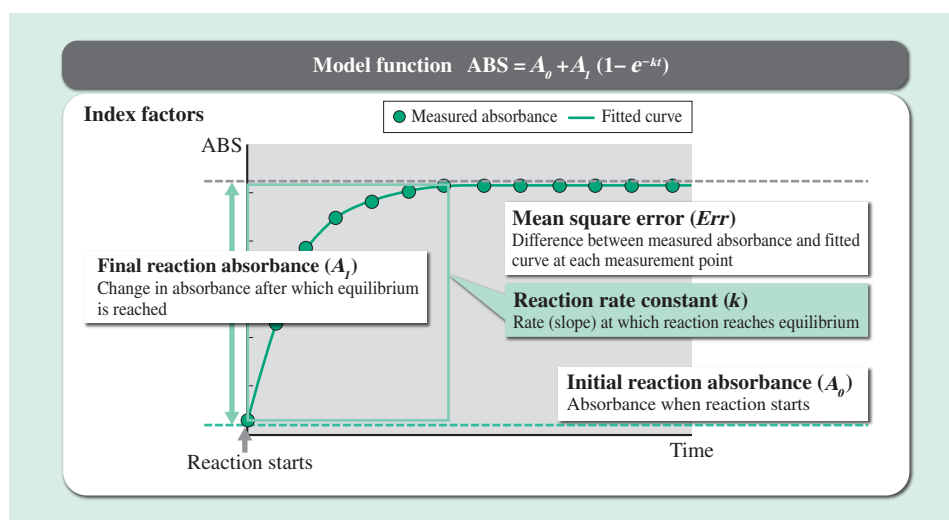 Model function ABS = A₀ + A₁ (1– e⁻ᵏᵗ)
Index factors
Measured absorbance
Fitted curve
ABS
Mean square error (Err)
Difference between measured absorbance and fitted
curve at each measurement point
Final reaction absorbance (A₁)
Change in absorbance after which equilibrium
is reached
Reaction rate constant (k)
Rate (slope) at which reaction reaches equilibrium
Initial reaction absorbance (A₀)
Absorbance when reaction starts
Time
Reaction starts